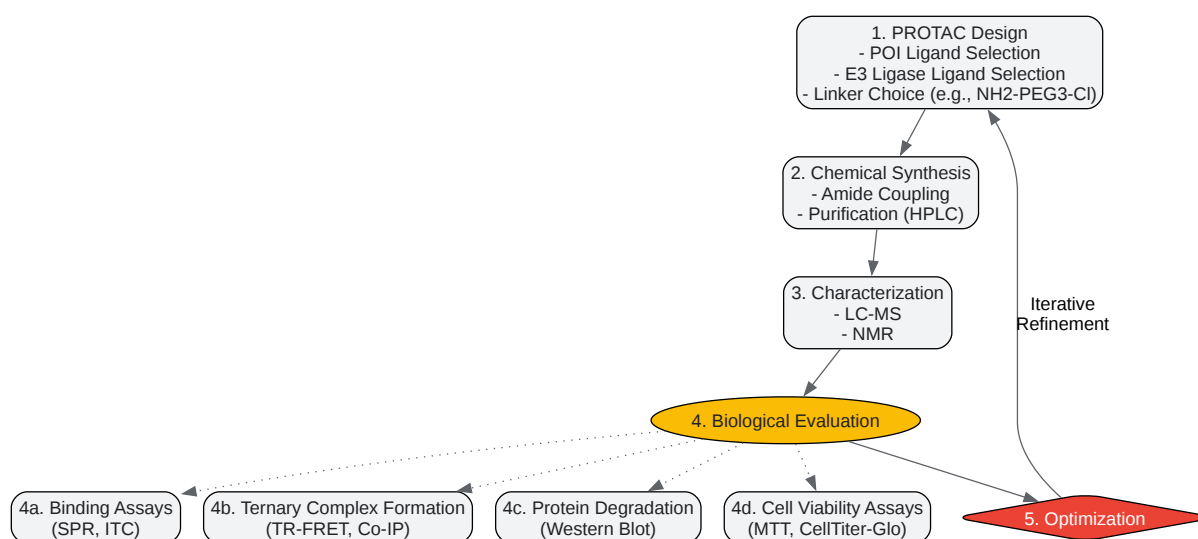 1. PROTAC Design
- POI Ligand Selection
- E3 Ligase Ligand Selection
- Linker Choice (e.g., NH2-PEG3-Cl)
2. Chemical Synthesis
- Amide Coupling
- Purification (HPLC)
3. Characterization
- LC-MS
- NMR
Iterative
Refinement
4. Biological Evaluation
4a. Binding Assays
(SPR, ITC)
4b. Ternary Complex Formation
(TR-FRET, Co-IP)
4c. Protein Degradation
(Western Blot)
4d. Cell Viability Assays
(MTT, CellTiter-Glo)
5. Optimization